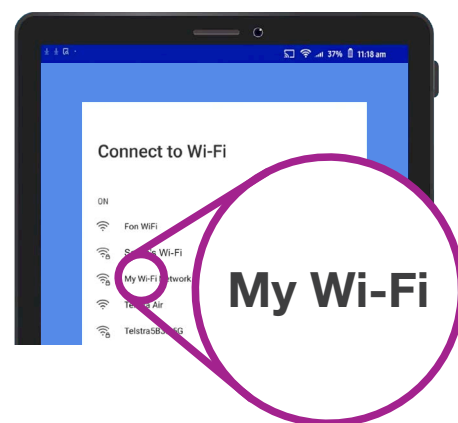 37% 11:18 am
Connect to Wi-Fi
ON
Fon WiFi
Wi-Fi
My Wi-Fi Network
Air
My Wi-Fi